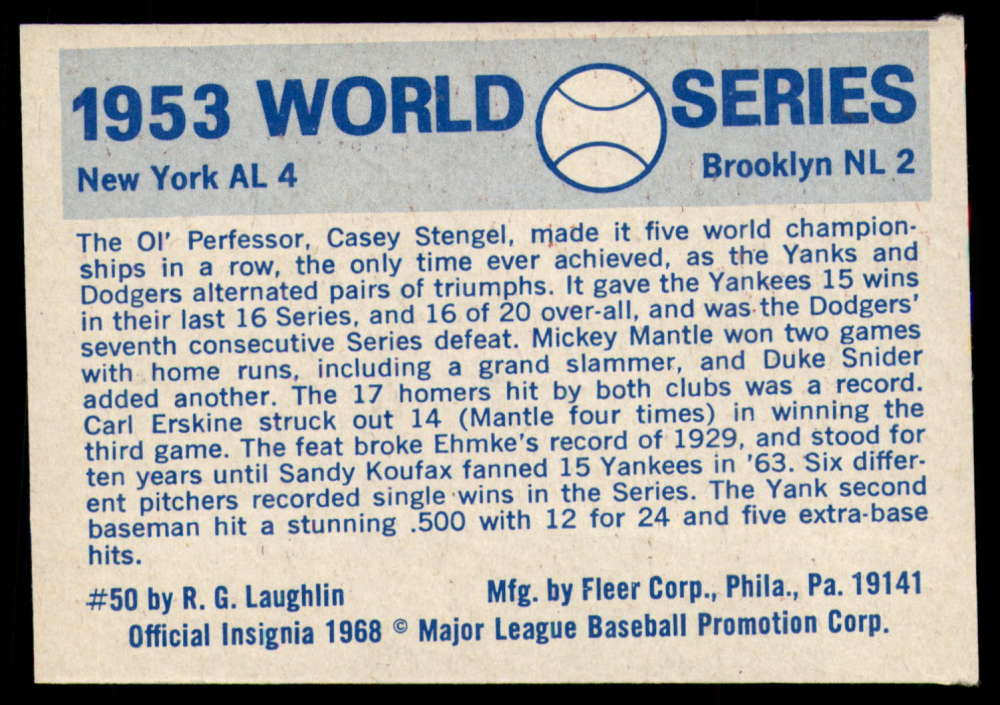 1953 WORLD SERIES
New York AL 4 Brooklyn NL 2
The Ol' Perfessor, Casey Stengel, made it five world champion-
ships in a row, the only time ever achieved, as the Yanks and
Dodgers alternated pairs of triumphs. It gave the Yankees 15 wins
in their last 16 Series, and 16 of 20 over-all, and was the Dodgers'
seventh consecutive Series defeat. Mickey Mantle won two games
with home runs, including a grand slammer, and Duke Snider
added another. The 17 homers hit by both clubs was a record.
Carl Erskine struck out 14 (Mantle four times) in winning the
third game. The feat broke Ehmke's record of 1929, and stood for
ten years until Sandy Koufax fanned 15 Yankees in '63. Six differ-
ent pitchers recorded single wins in the Series. The Yank second
baseman hit a stunning .500 with 12 for 24 and five extra-base
hits.
#50 by R. G. Laughlin Mfg. by Fleer Corp., Phila., Pa. 19141
Official Insignia 1968 © Major League Baseball Promotion Corp.